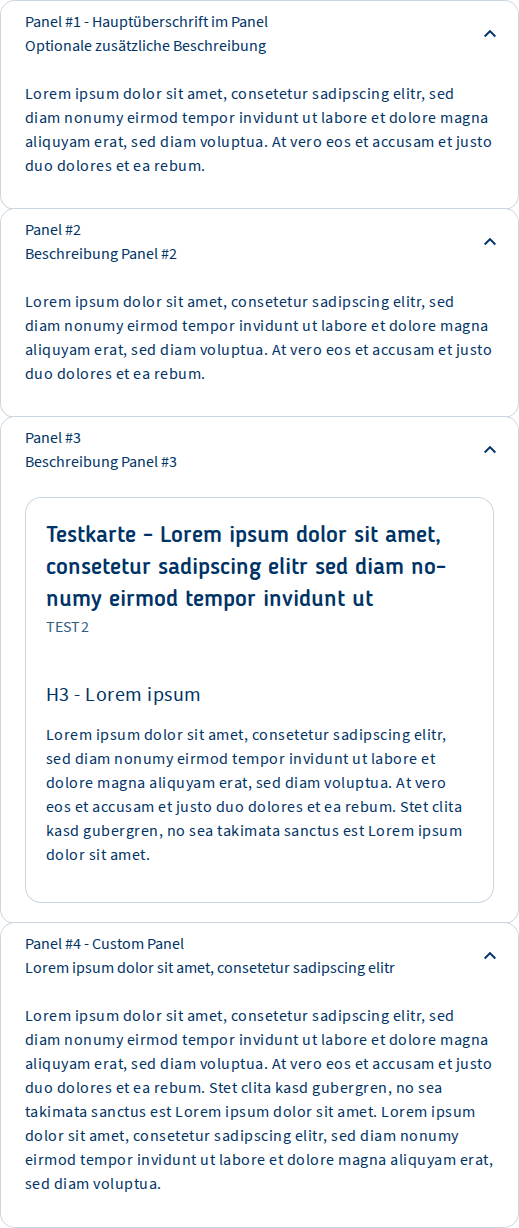 Panel #1 - Hauptüberschrift im Panel
Optionale zusätzliche Beschreibung
Lorem ipsum dolor sit amet, consetetur sadipscing elitr, sed
diam nonumy eirmod tempor invidunt ut labore et dolore magna
aliquyam erat, sed diam voluptua. At vero eos et accusam et justo
duo dolores et ea rebum.
Panel #2
Beschreibung Panel #2
Lorem ipsum dolor sit amet, consetetur sadipscing elitr, sed
diam nonumy eirmod tempor invidunt ut labore et dolore magna
aliquyam erat, sed diam voluptua. At vero eos et accusam et justo
duo dolores et ea rebum.
Panel #3
Beschreibung Panel #3
Testkarte - Lorem ipsum dolor sit amet,
consetetur sadipscing elitr sed diam no-
numy eirmod tempor invidunt ut
TEST2
H3 - Lorem ipsum
Lorem ipsum dolor sit amet, consetetur sadipscing elitr,
sed diam nonumy eirmod tempor invidunt ut labore et
dolore magna aliquyam erat, sed diam voluptua. At vero
eos et accusam et justo duo dolores et ea rebum. Stet clita
kasd gubergren, no sea takimata sanctus est Lorem ipsum
dolor sit amet.
Panel #4 - Custom Panel
Lorem ipsum dolor sit amet, consetetur sadipscing elitr
Lorem ipsum dolor sit amet, consetetur sadipscing elitr, sed
diam nonumy eirmod tempor invidunt ut labore et dolore magna
aliquyam erat, sed diam voluptua. At vero eos et accusam et justo
duo dolores et ea rebum. Stet clita kasd gubergren, no sea
takimata sanctus est Lorem ipsum dolor sit amet. Lorem ipsum
dolor sit amet, consetetur sadipscing elitr, sed diam nonumy
eirmod tempor invidunt ut labore et dolore magna aliquyam erat,
sed diam voluptua.